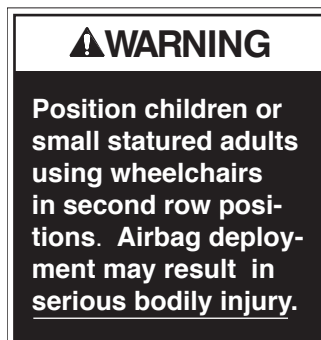 WARNING
Position children or
small statured adults
using wheelchairs
in second row posi-
tions. Airbag deploy-
ment may result in
serious bodily injury.